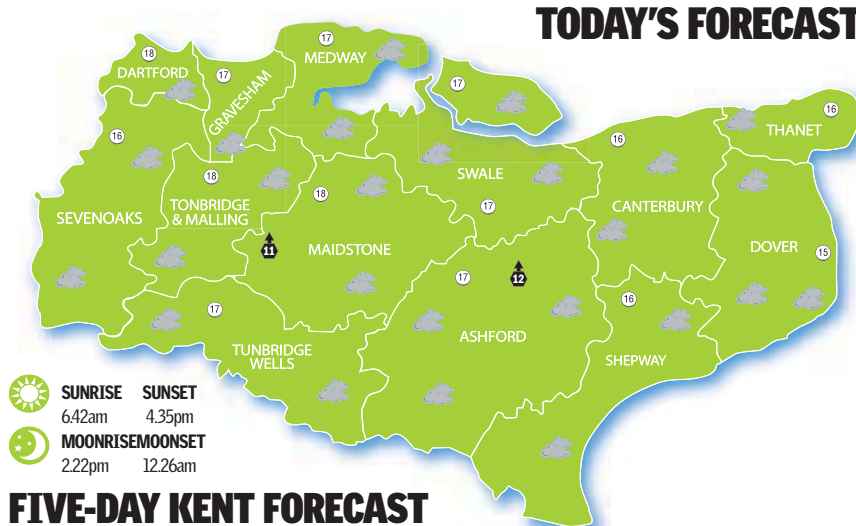 TODAY'S FORECAST
17
MEDWAY
18
DARTFORD
17
GRAVESHAM
17
16
THANET
16
16
18
SWALE
TONBRIDGE
& MALLING
18
17
CANTERBURY
SEVENOAKS
11
MAIDSTONE
DOVER
15
17
12
16
17
ASHFORD
TUNBRIDGE
WELLS
SHEPWAY
SUNRISE SUNSET
6.42am 4.35pm
MOONRISEMOONSET
2.22pm 12.26am
FIVE-DAY KENT FORECAST